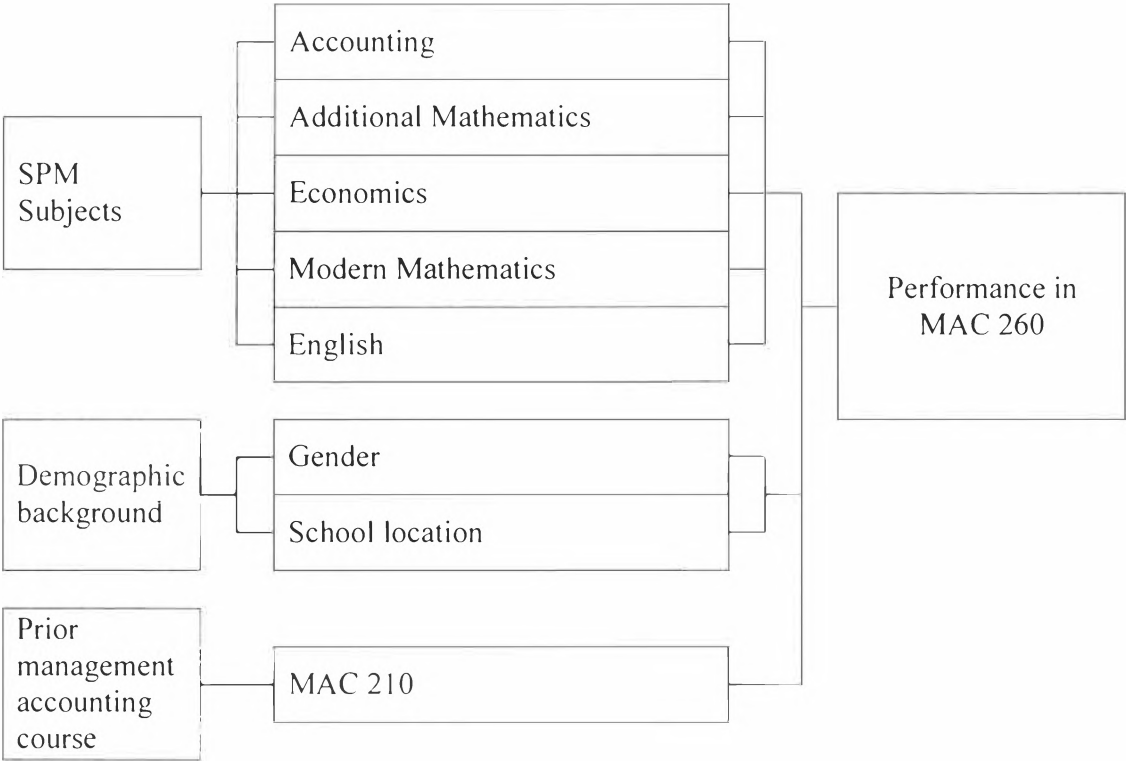 SPM
Subjects
Accounting
Additional Mathematics
Economics
Modern Mathematics
English
Demographic
background
Gender
School location
Prior
management
accounting
course
MAC 210
Performance in
MAC 260